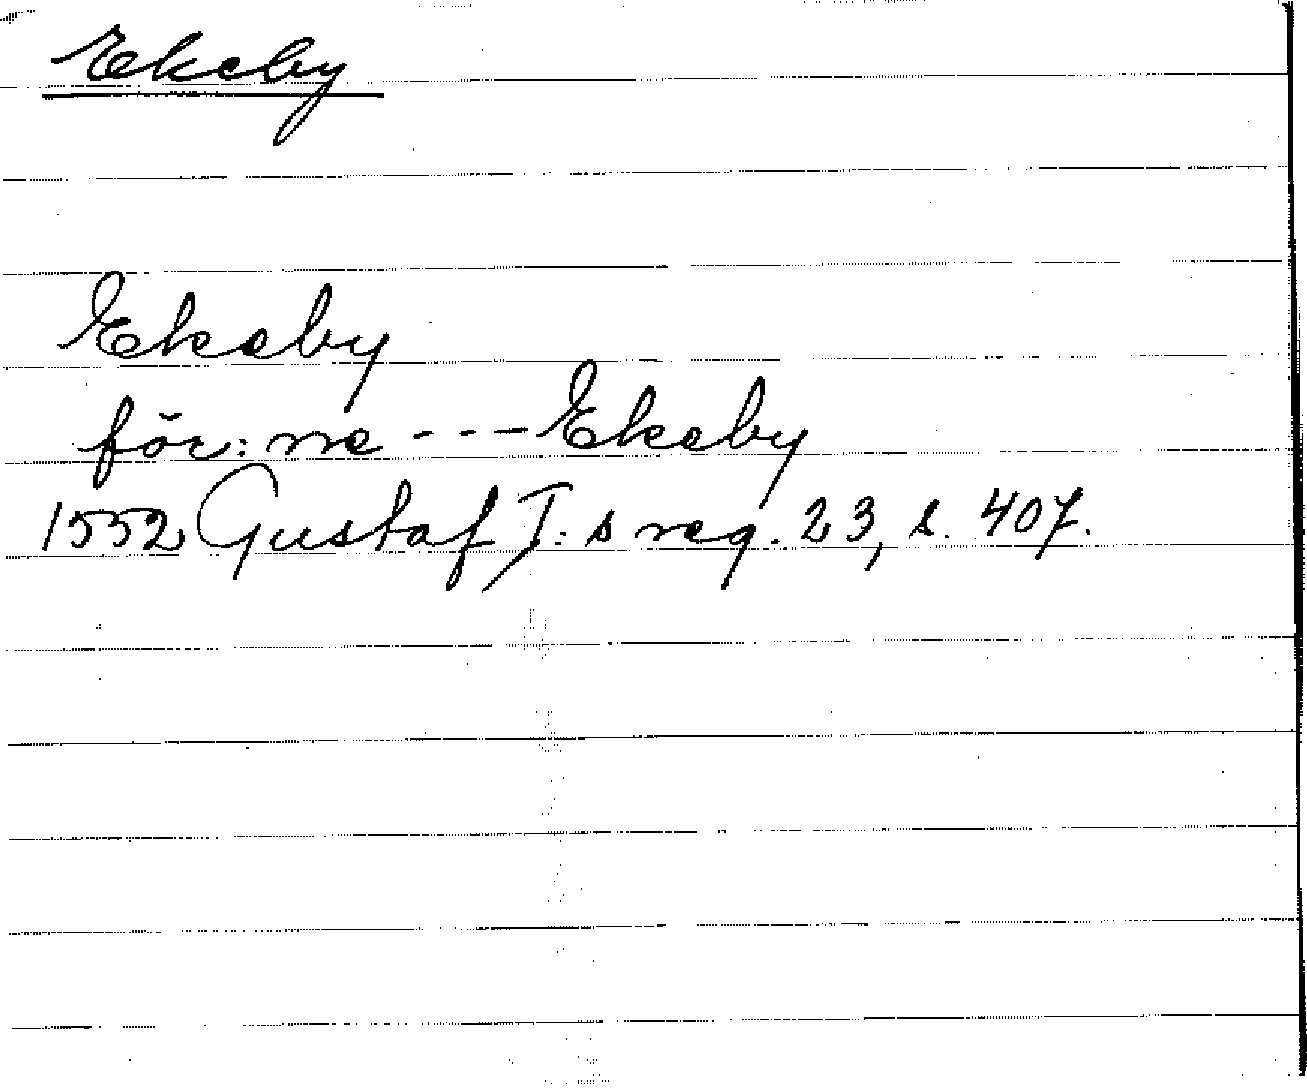 Ekeby
Ekeby
för: ne --- Ekeby
1552 Gustaf I: s reg. 23, s. 407.